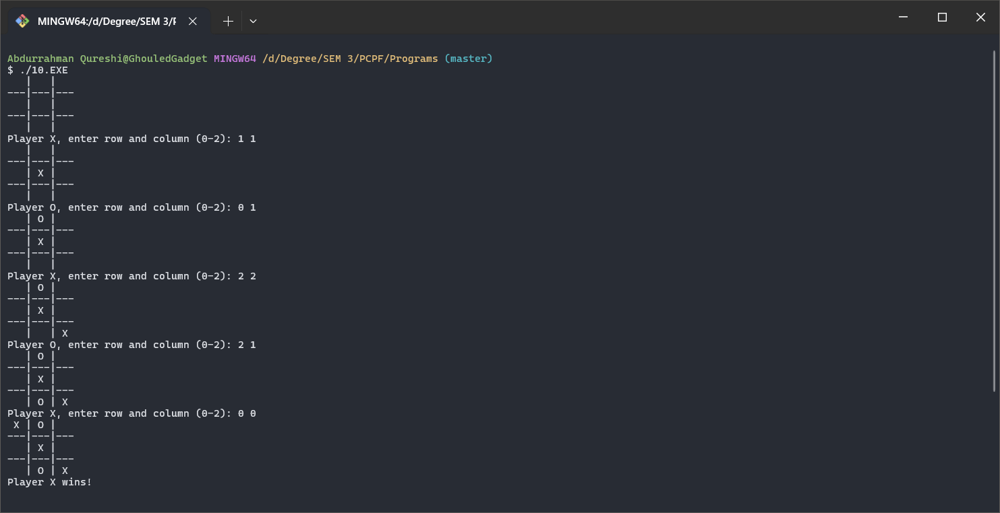 MINGW64:/d/Degree/SEM 3/F
Abdurrahman Qureshi@GhouledGadget MINGW64 /d/Degree/SEM 3/PCPF/Programs (master)
$ ./10.EXE
   |   |
---|---|---
   |   |
---|---|---
   |   |
Player X, enter row and column (0-2): 1 1
   |   |
---|---|---
   | X |
---|---|---
   |   |
Player O, enter row and column (0-2): 0 1
   | O |
---|---|---
   | X |
---|---|---
   |   |
Player X, enter row and column (0-2): 2 2
   | O |
---|---|---
   | X |
---|---|---
   |   | X
Player O, enter row and column (0-2): 2 1
   | O |
---|---|---
   | X |
---|---|---
   | O | X
Player X, enter row and column (0-2): 0 0
 X | O |
---|---|---
   | X |
---|---|---
   | O | X
Player X wins!